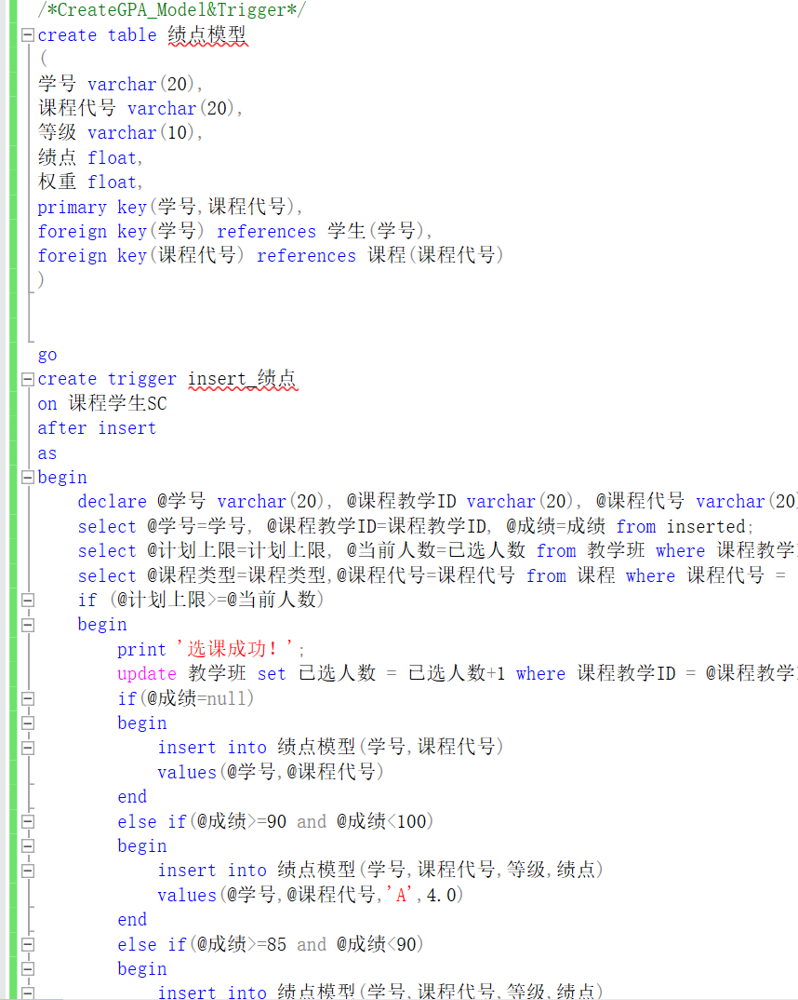 /*CreateGPA_Model&Trigger*/
create table 绩点模型
(
学号 varchar(20),
课程代号 varchar(20),
等级 varchar(10),
绩点 float,
权重 float,
primary key(学号,课程代号),
foreign key(学号) references 学生(学号),
foreign key(课程代号) references 课程(课程代号)
)
go
create trigger insert_绩点
on 课程学生SC
after insert
as
begin
declare @学号 varchar(20), @课程教学ID varchar(20), @课程代号 varchar(20)
select @学号=学号, @课程教学ID=课程教学ID, @成绩=成绩 from inserted;
select @计划上限=计划上限, @当前人数=已选人数 from 教学班 where 课程教学
select @课程类型=课程类型,@课程代号=课程代号 from 课程 where 课程代号 =
if (@计划上限>=@当前人数)
begin
print '选课成功！';
update 教学班 set 已选人数 = 已选人数+1 where 课程教学ID = @课程教学
if(@成绩=null)
begin
insert into 绩点模型(学号,课程代号)
values(@学号,@课程代号)
end
else if(@成绩>=90 and @成绩<100)
begin
insert into 绩点模型(学号,课程代号,等级,绩点)
values(@学号,@课程代号,'A',4.0)
end
else if(@成绩>=85 and @成绩<90)
begin
insert into 绩点模型(学号,课程代号,等级,绩点)